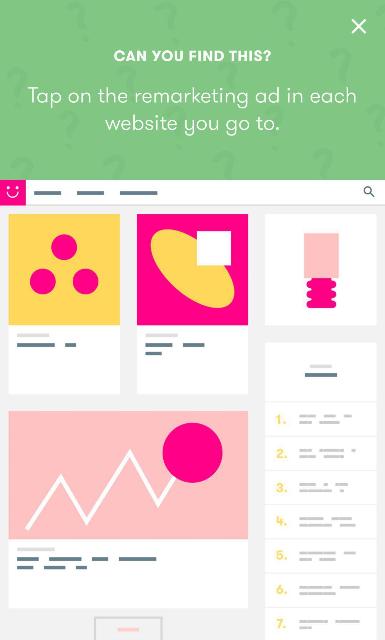 CAN YOU FIND THIS?
Tap on the remarketing ad in each
website you go to.
1.
2.
3.
4.
5.
6.
7.